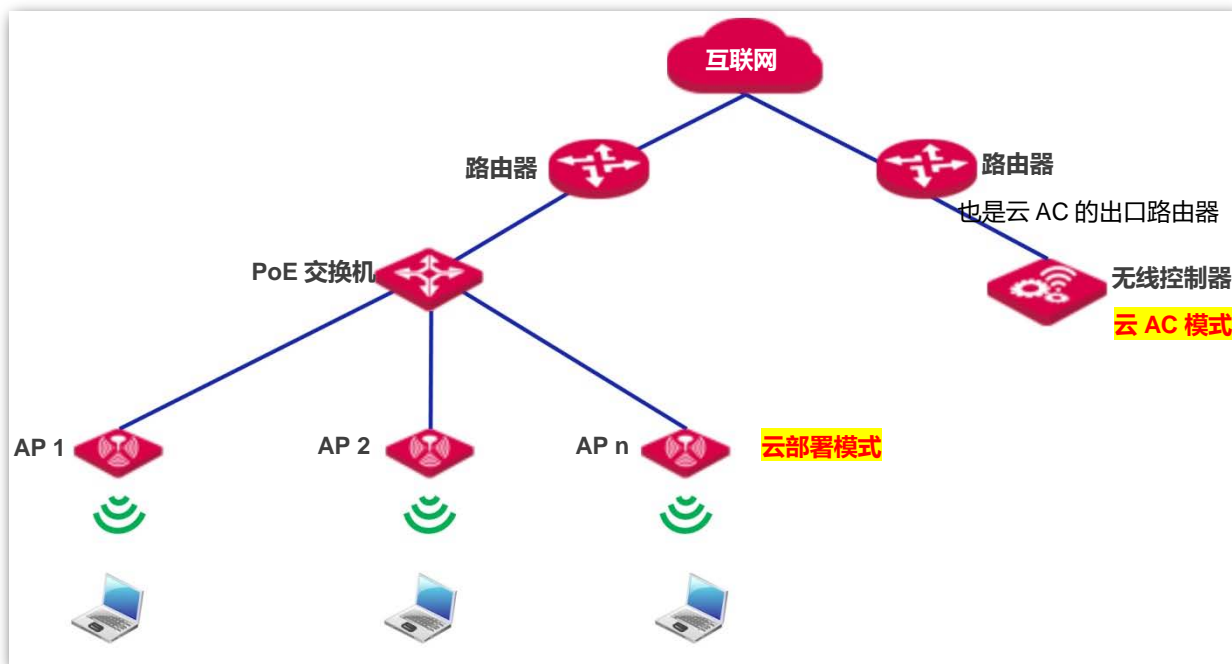 互联网
路由器
路由器
也是云 AC 的出口路由器
PoE 交换机
无线控制器
云 AC 模式
AP 1
AP 2
AP n
云部署模式